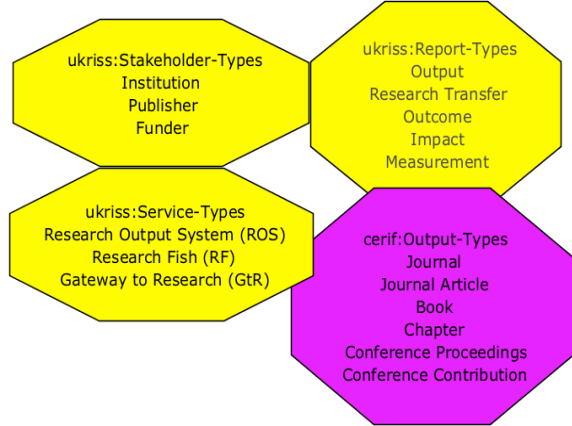 ukriss:Stakeholder-Types
Institution
Publisher
Funder
ukriss:Report-Types
Output
Research Transfer
Outcome
Impact
Measurement
ukriss:Service-Types
Research Output System (ROS)
Research Fish (RF)
Gateway to Research (GtR)
cerif:Output-Types
Journal
Journal Article
Book
Chapter
Conference Proceedings
Conference Contribution